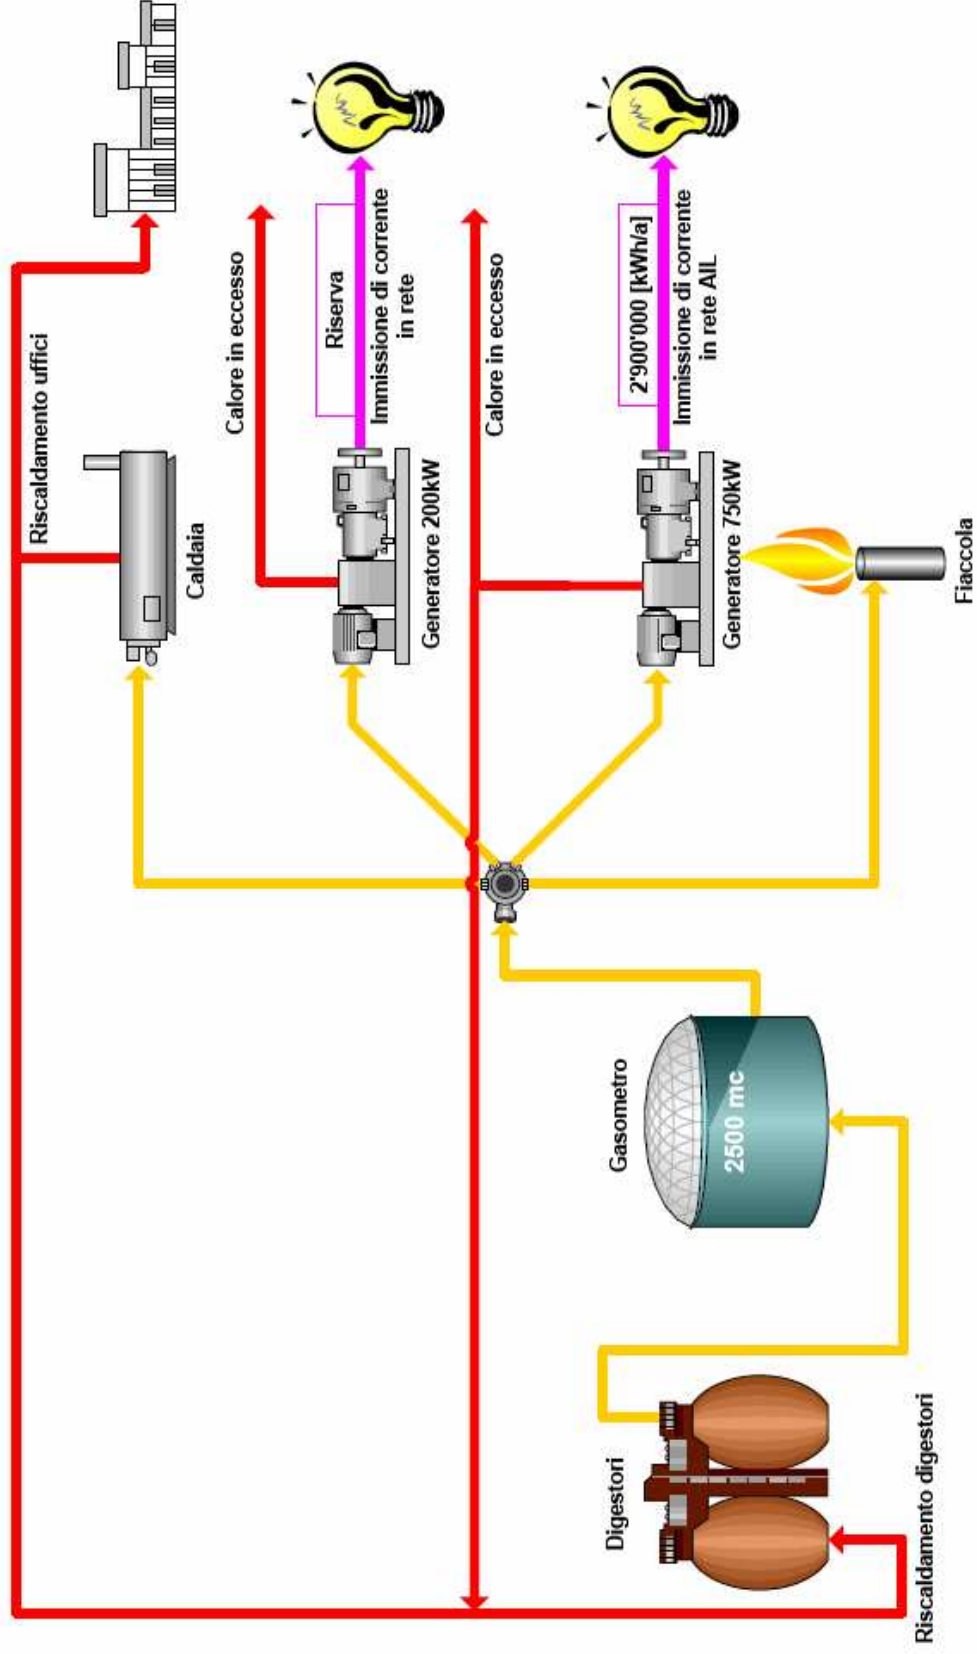 Riscaldamento uffici
Caldaia
Calore in eccesso
Riserva
Immissione di corrente
in rete
Generatore 200kW
Calore in eccesso
2'900'000 [kWh/a]
Immissione di corrente
in rete AIL
Generatore 750kW
Fiaccola
Gasometro
2500 mc
Digestori
Riscaldamento digestori